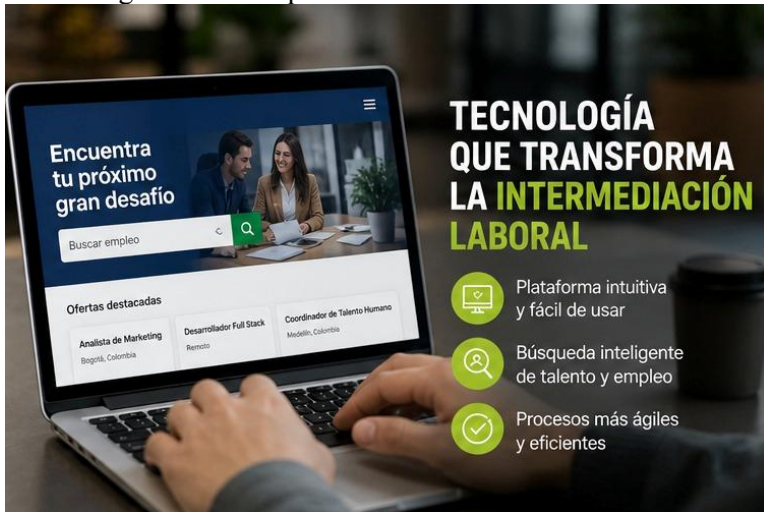 Encuentra
tu próximo
gran desafío
Buscar empleo
Ofertas destacadas
Analista de Marketing
Bogotá, Colombia
Desarrollador Full Stack
Remoto
Coordinador de Talento Humano
Medellín, Colombia
TECNOLOGÍA
QUE TRANSFORMA
LA INTERMEDIACIÓN
LABORAL
Plataforma intuitiva
y fácil de usar
Búsqueda inteligente
de talento y empleo
Procesos más ágiles
y eficientes